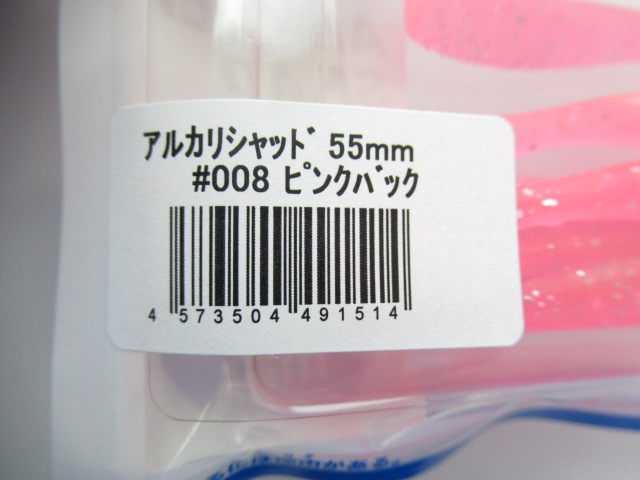 ｱﾙｶﾘｼｬｯﾄﾞ 55mm
#008 ﾋﾟﾝｸﾊﾞｯｸ
4 573504 491514